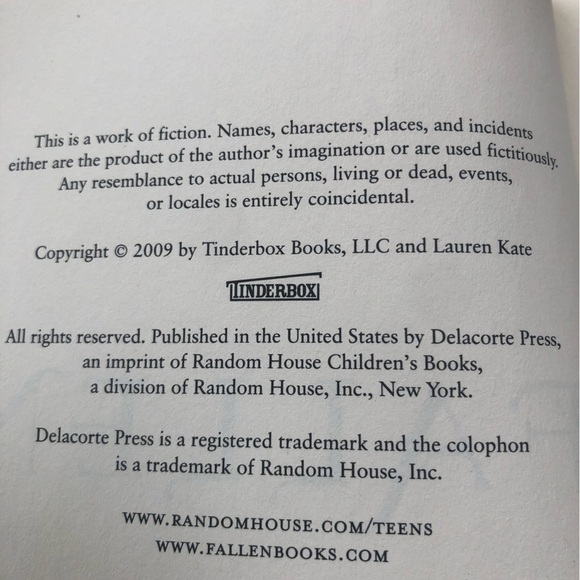 This is a work of fiction. Names, characters, places, and incidents
either are the product of the author's imagination or are used fictitiously.
Any resemblance to actual persons, living or dead, events,
or locales is entirely coincidental.
Copyright © 2009 by Tinderbox Books, LLC and Lauren Kate
TINDERBOX
All rights reserved. Published in the United States by Delacorte Press,
an imprint of Random House Children's Books,
a division of Random House, Inc., New York.
Delacorte Press is a registered trademark and the colophon
is a trademark of Random House, Inc.
WWW.RANDOMHOUSE.COM/TEENS
WWW.FALLENBOOKS.COM